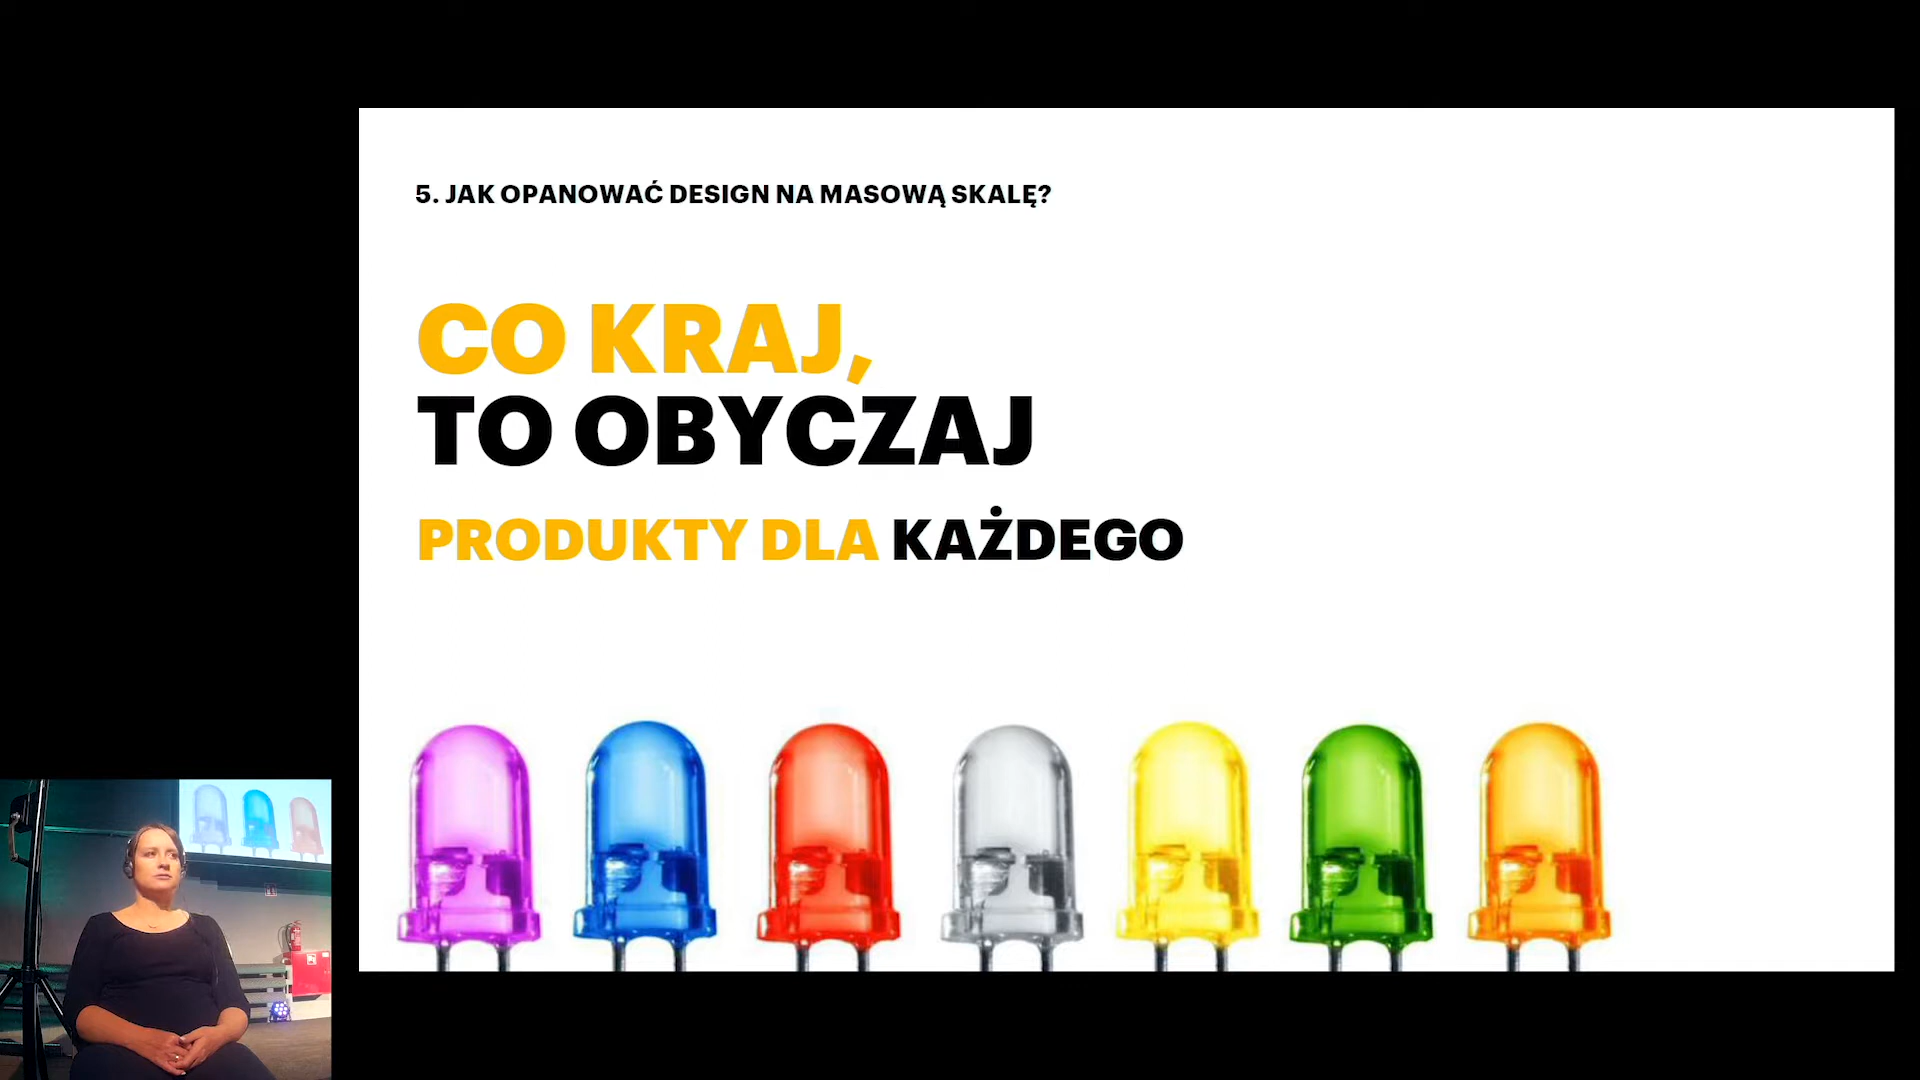 5. JAK OPANOWAĆ DESIGN NA MASOWĄ SKALĘ?
CO KRAJ,
TO OBYCZAJ
PRODUKTY DLA KAŻDEGO